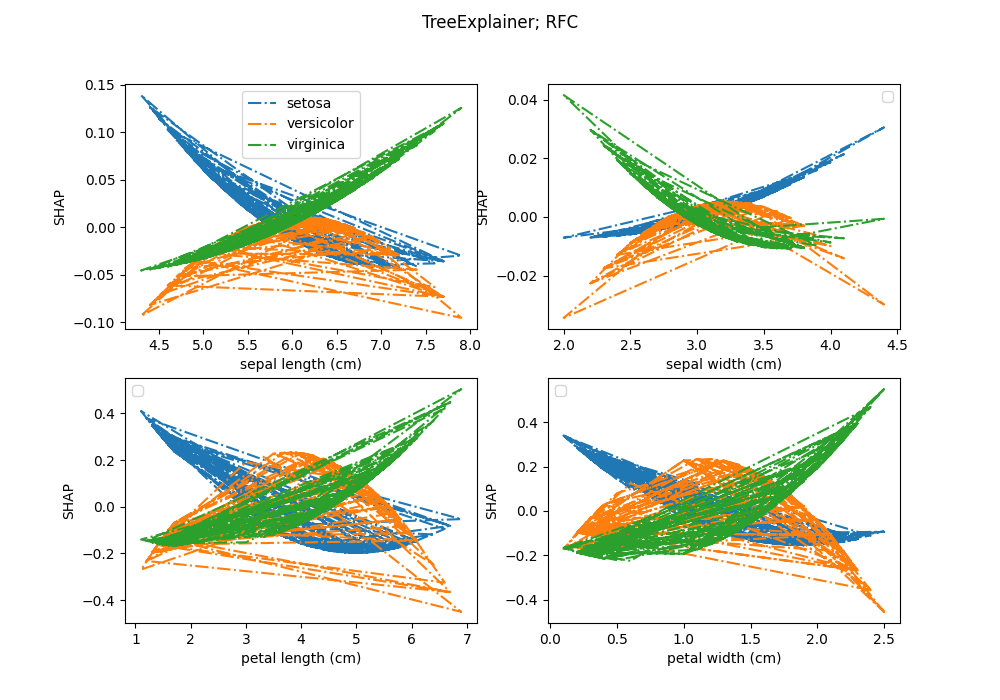 TreeExplainer; RFC
0.15
0.10
0.05
0.00
−0.05
−0.10
SHAP
setosa
versicolor
virginica
4.5 5.0 5.5 6.0 6.5 7.0 7.5 8.0
sepal length (cm)
0.04
0.02
0.00
−0.02
SHAP
2.0 2.5 3.0 3.5 4.0 4.5
sepal width (cm)
0.4
0.2
0.0
−0.2
−0.4
SHAP
1 2 3 4 5 6 7
petal length (cm)
0.4
0.2
0.0
−0.2
−0.4
SHAP
0.0 0.5 1.0 1.5 2.0 2.5
petal width (cm)